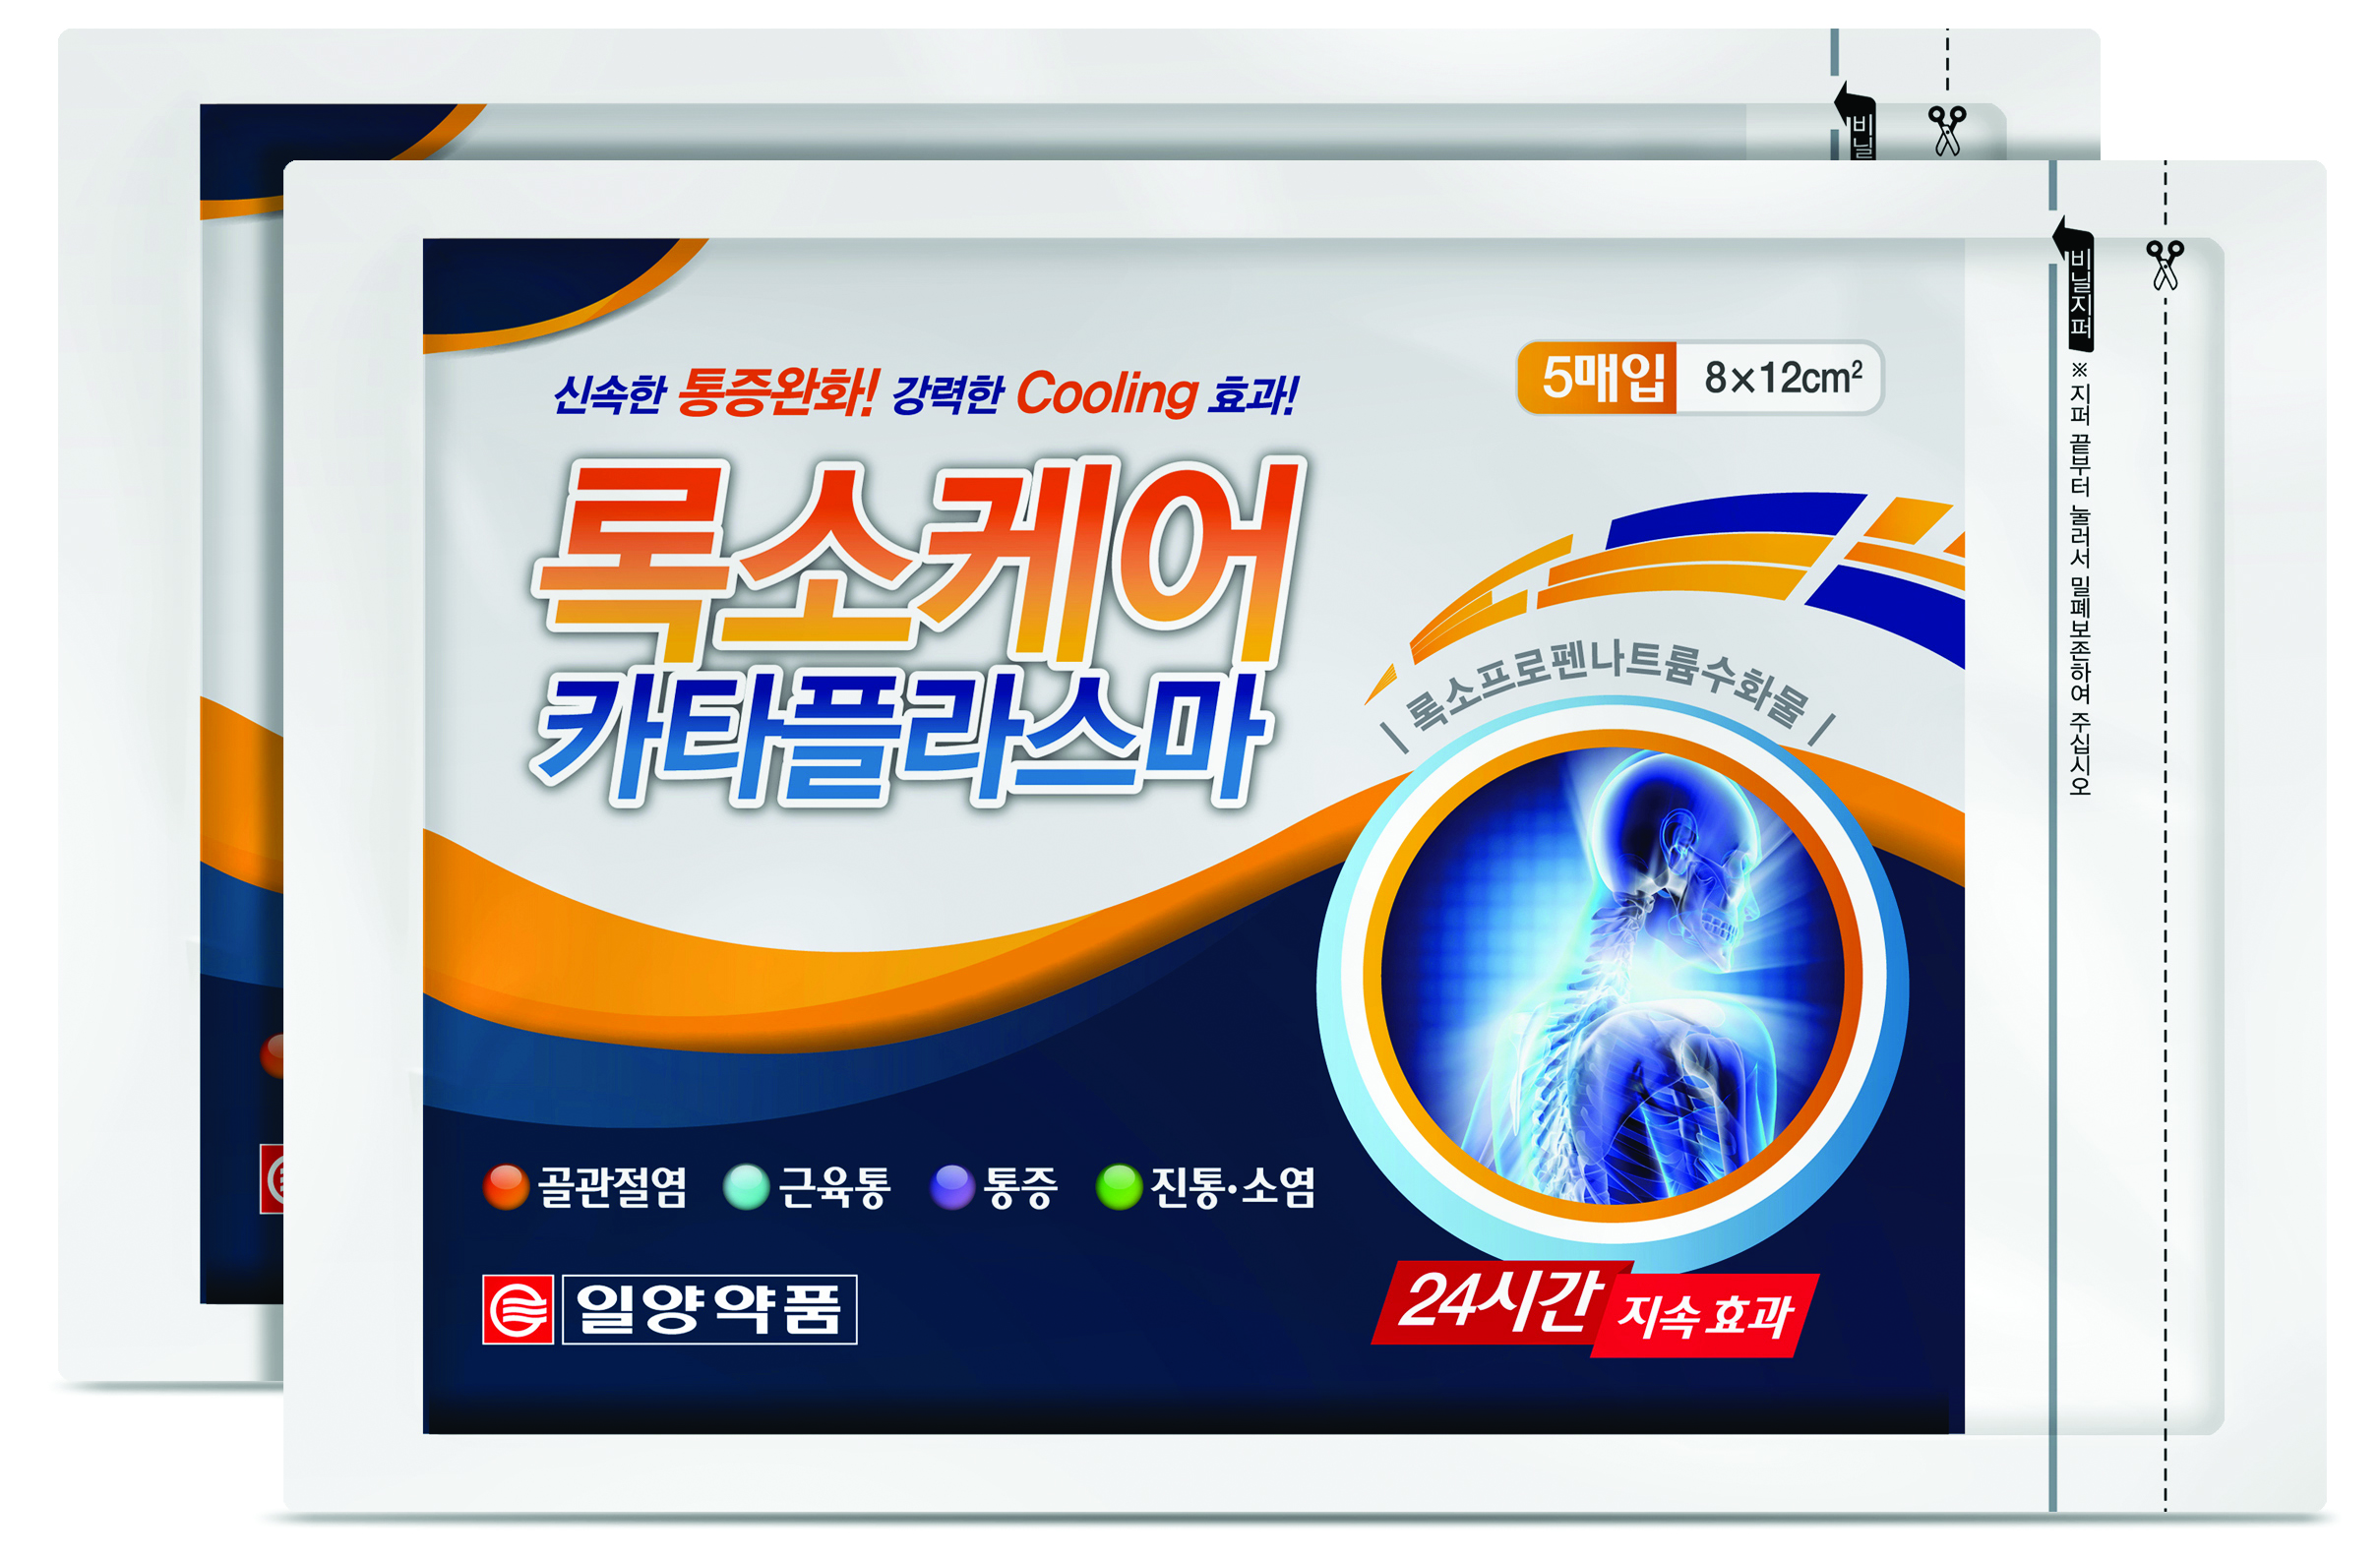 비닐
비닐지퍼 ※지퍼 끝부터 눌러서 밀폐보존하여 주십시오
신속한 통증완화! 강력한 Cooling 효과!
5매입 8×12cm²
록소케어
카타플라스마
| 록소프로펜나트륨수화물 |
골관절염 근육통 통증 진통·소염
일양약품
24시간 지속 효과